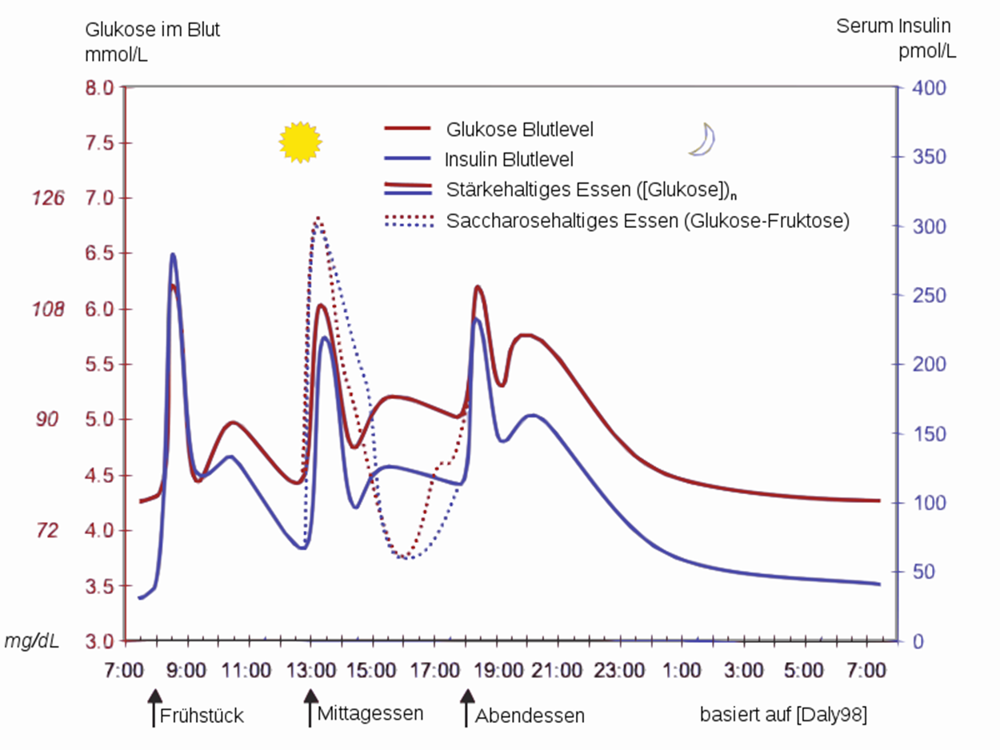 Glukose im Blut
mmol/L
Serum Insulin
pmol/L
8.0
7.5
126 7.0
6.5
108 6.0
5.5
90 5.0
4.5
72 4.0
3.5
mg/dL 3.0
Glukose Blutlevel
Insulin Blutlevel
Stärkehaltiges Essen ([Glukose])n
Saccharosehaltiges Essen (Glukose-Fruktose)
400
350
300
250
200
150
100
50
0
7:00 9:00 11:00 13:00 15:00 17:00 19:00 21:00 23:00 1:00 3:00 5:00 7:00
Frühstück Mittagessen Abendessen basiert auf [Daly98]